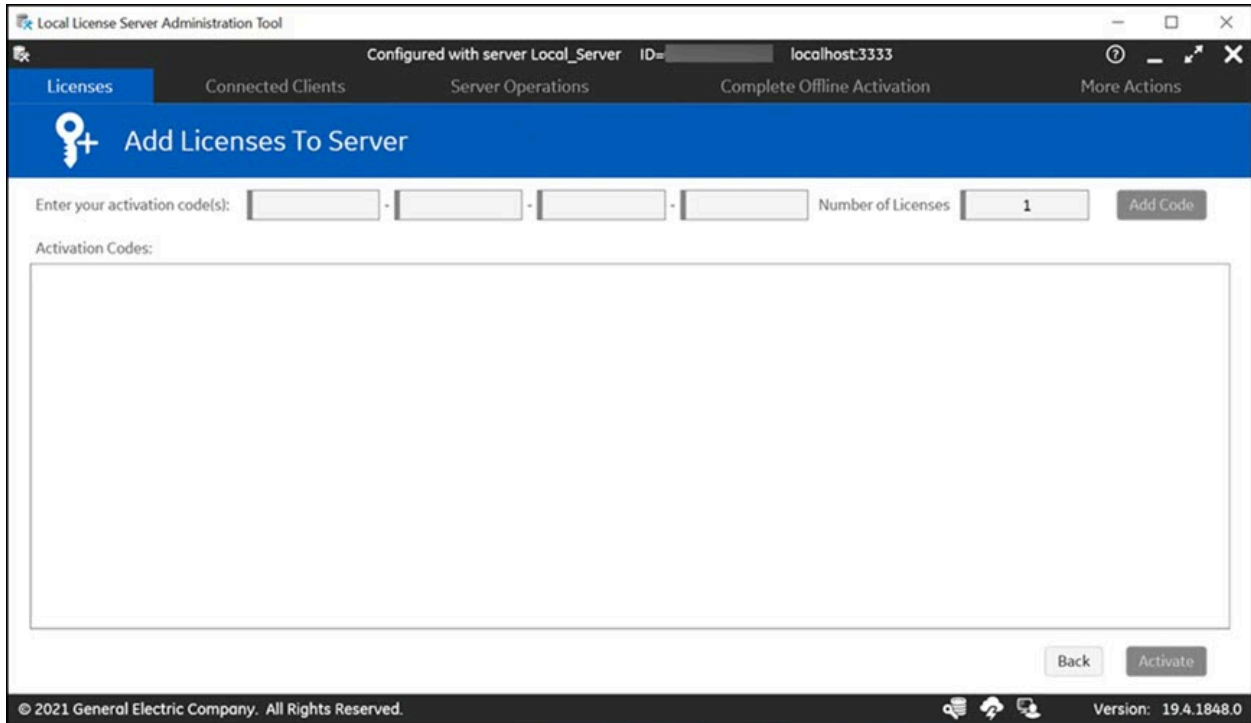 Local License Server Administration Tool
Configured with server Local_Server ID= localhost:3333
Licenses Connected Clients Server Operations Complete Offline Activation More Actions
Add Licenses To Server
Enter your activation code(s): - - - Number of Licenses 1 Add Code
Activation Codes:
Back Activate
© 2021 General Electric Company. All Rights Reserved. Version: 19.4.1848.0